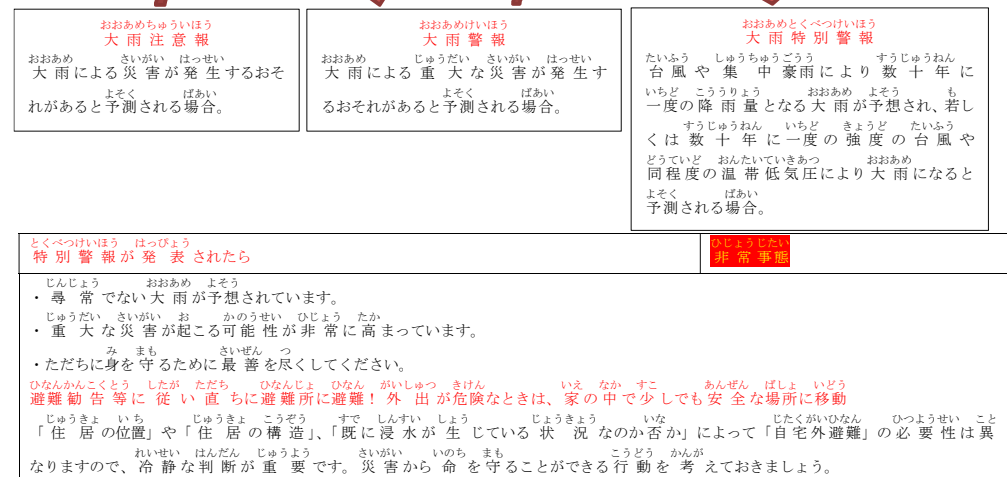 おおあめちゅういほう
大雨注意報
おおあめ さいがい はっせい
大雨による災害が発生するおそ
よそく ばあい
れがあると予測される場合。
おおあめけいほう
大雨警報
おおあめ じゅうだい さいがい はっせい
大雨による重大な災害が発生す
よそく ばあい
るおそれがあると予測される場合。
おおあめとくべつけいほう
大雨特別警報
たいふう しゅうちゅうごうう すうじゅうねん
台風や集中豪雨により数十年に
いちど こううりょう おおあめ よそう も
一度の降雨量となる大雨が予想され、若し
すうじゅうねん いちど きょうど たいふう
くは数十年に一度の強度の台風や
どうていど おんたいていきあつ おおあめ
同程度の温帯低気圧により大雨になると
よそく ばあい
予測される場合。
とくべつけいほう はっぴょう
特別警報が発表されたら
ひじょうじたい
非常事態
じんじょう おおあめ よそう
・尋常でない大雨が予想されています。
じゅうだい さいがい お かのうせい ひじょう たか
・重大な災害が起こる可能性が非常に高まっています。
み まも さいぜん つ
・ただちに身を守るために最善を尽くしてください。
ひなんかんこくとう したが ただち ひなんじょ ひなん がいしゅつ きけん いえ なか すこ あんぜん ばしょ いどう
避難勧告等に従い直ちに避難所に避難！外出が危険なときは、家の中で少しでも安全な場所に移動
じゅうきょ いち じゅうきょ こうぞう すで しんすい しょう じょうきょう いな じたくがいひなん ひつようせい こと
「住居の位置」や「住居の構造」、「既に浸水が生じている状況なのか否か」によって「自宅外避難」の必要性は異
れいせい はんだん じゅうよう さいがい いのち まも こうどう かんが
なりますので、冷静な判断が重要です。災害から命を守ることができる行動を考えておきましょう。